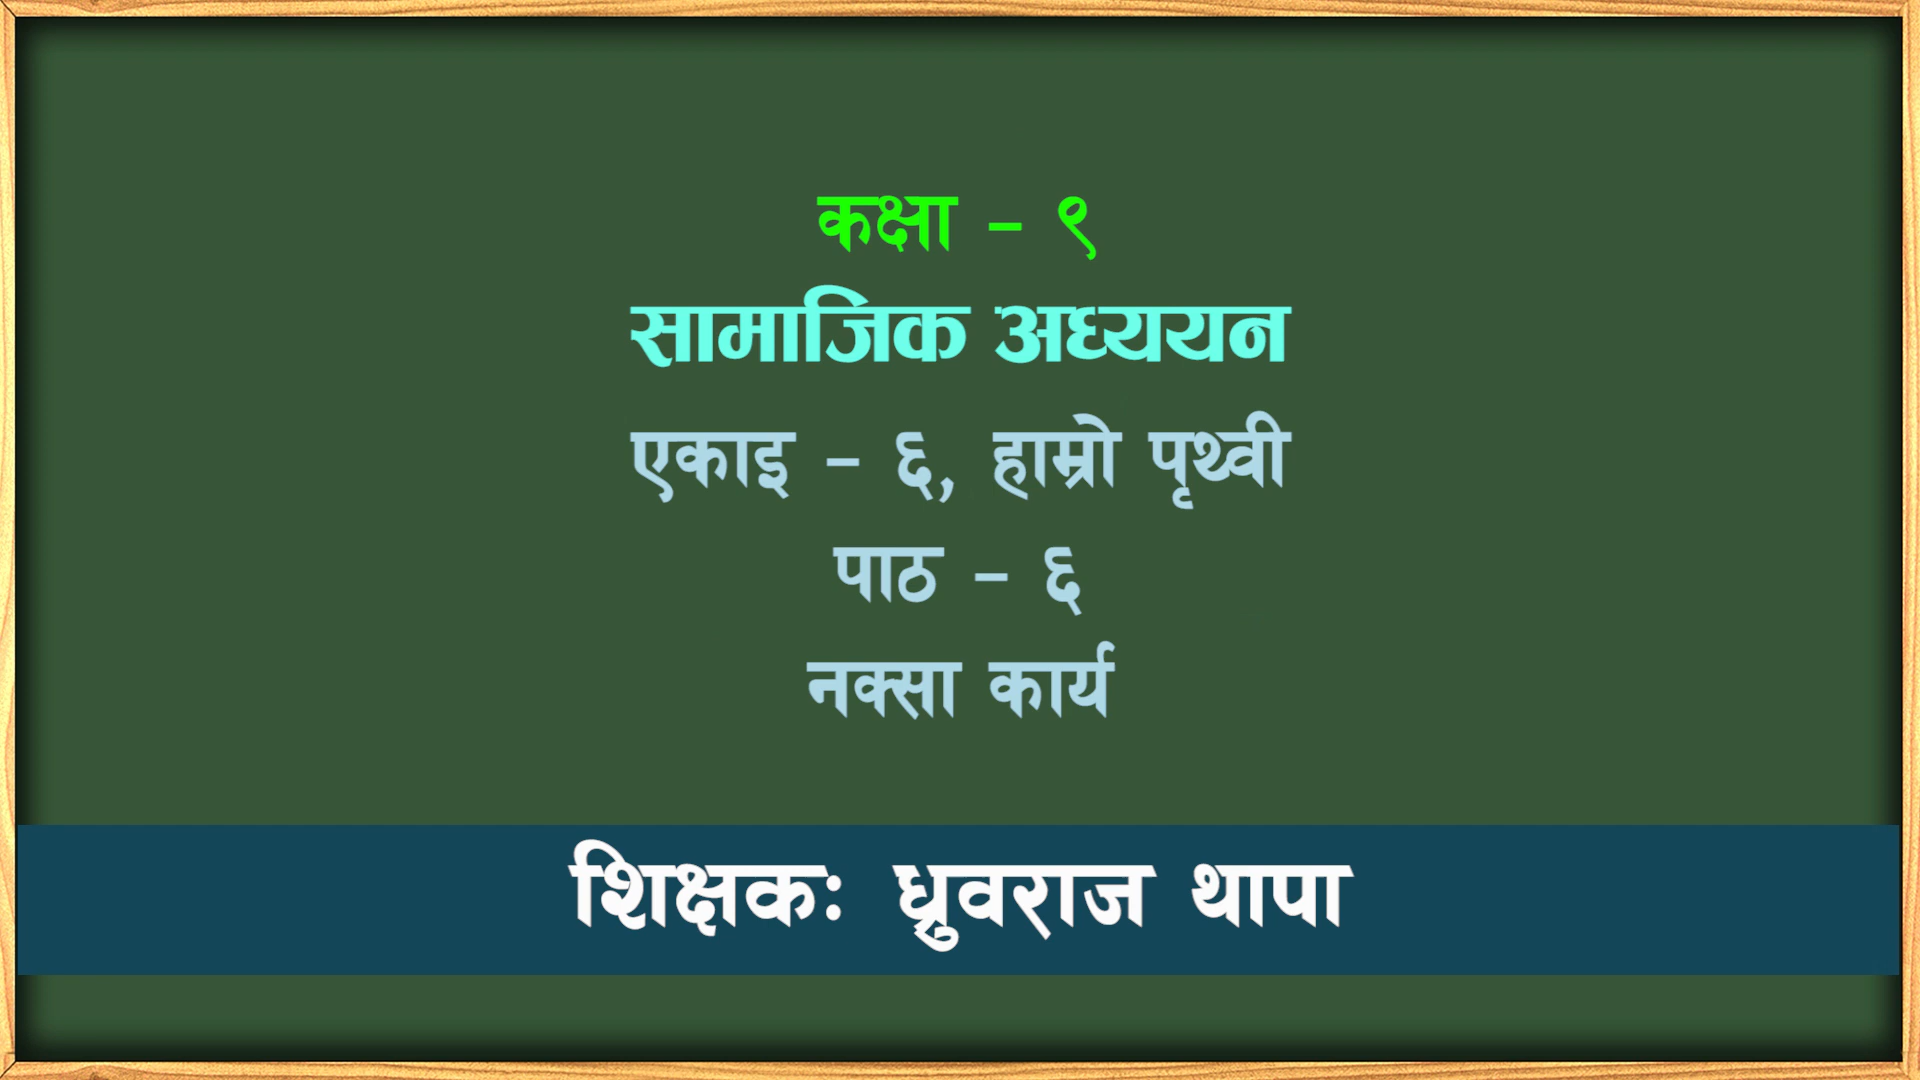 कक्षा – ९
सामाजिक अध्ययन
एकाइ – ६, हाम्रो पृथ्वी
पाठ – ६
नक्सा कार्य
शिक्षकः ध्रुवराज थापा